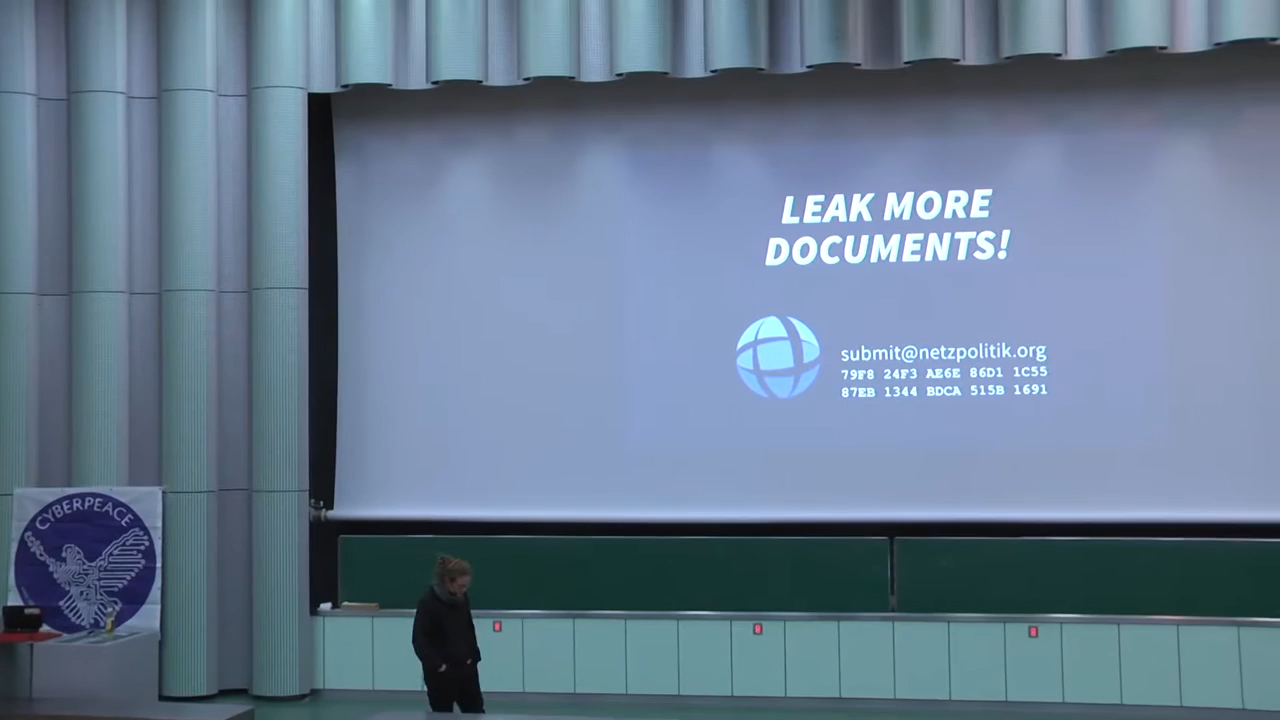 LEAK MORE
DOCUMENTS!
submit@netzpolitik.org
79F8 24F3 AE6E 86D1 1C55
87EB 1344 BDCA 515B 1691
CYBERPEACE